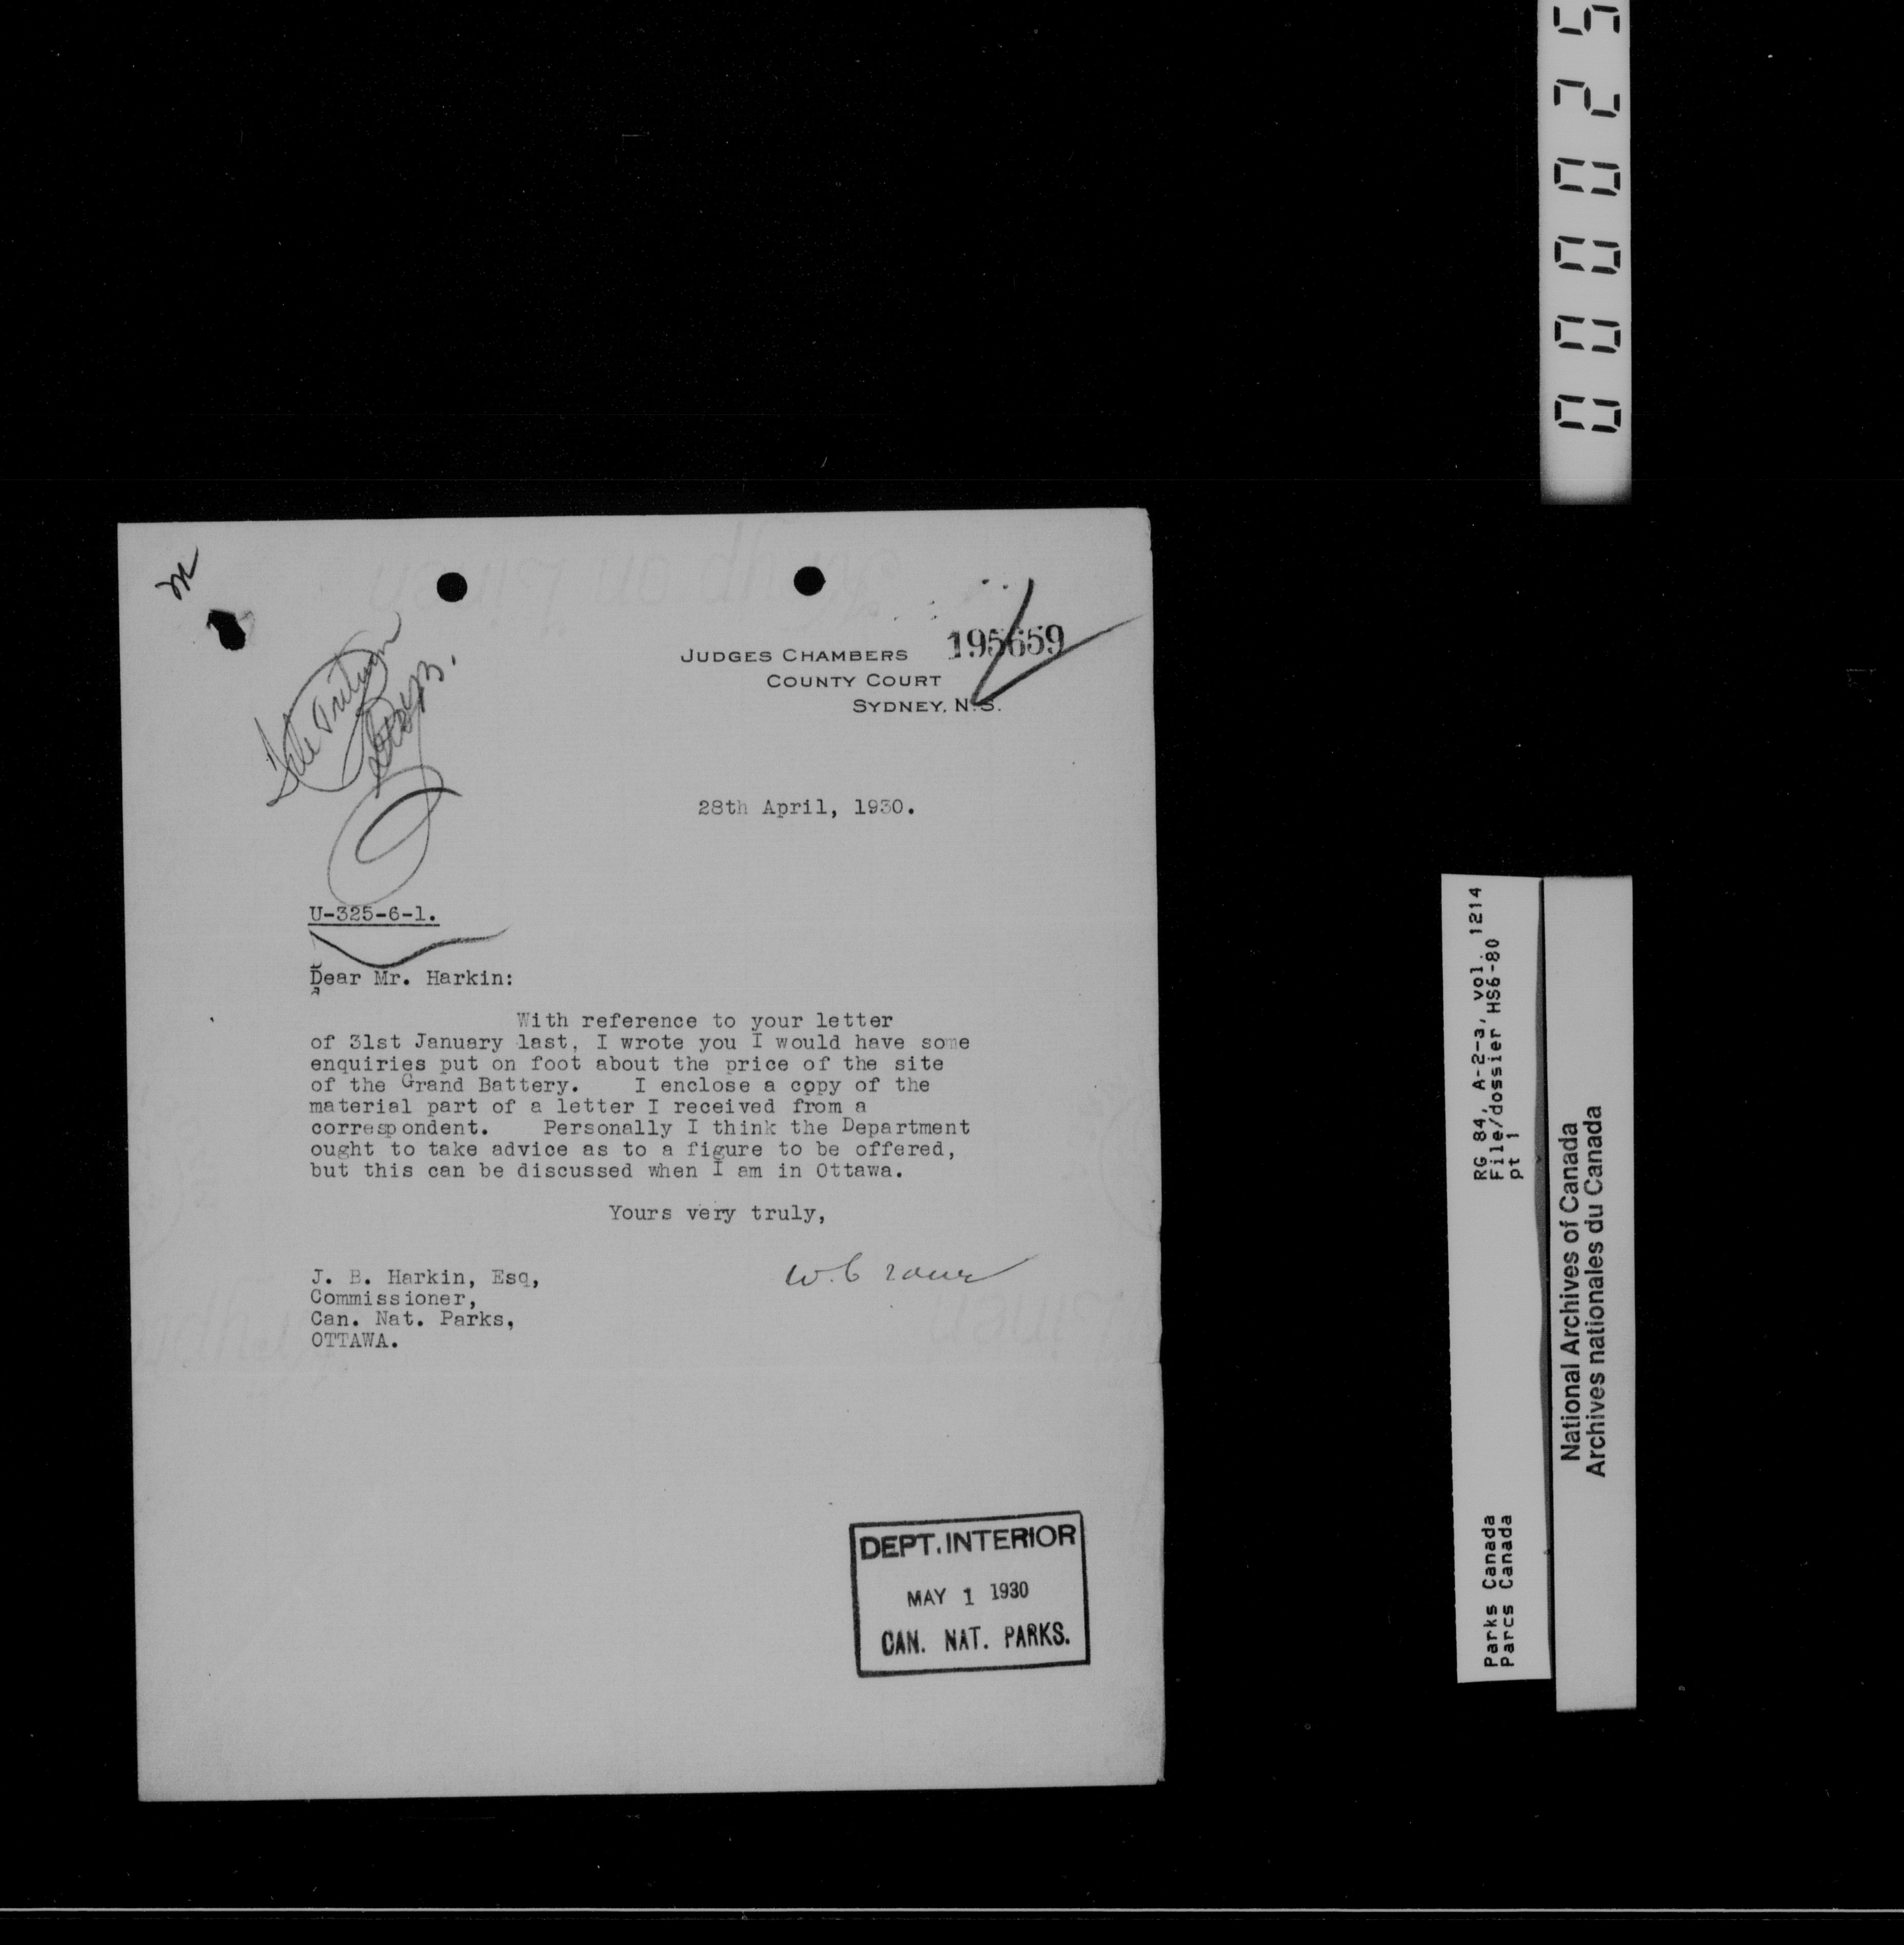 000025
195659
JUDGES CHAMBERS
COUNTY COURT
SYDNEY, N.S.
28th April, 1930.
U-325-6-1.
Dear Mr. Harkin:
With reference to your letter
of 31st January last, I wrote you I would have some
enquiries put on foot about the price of the site
of the Grand Battery. I enclose a copy of the
material part of a letter I received from a
correspondent. Personally I think the Department
ought to take advice as to a figure to be offered,
but this can be discussed when I am in Ottawa.
Yours very truly,
W. Crowe
J. B. Harkin, Esq,
Commissioner,
Can. Nat. Parks,
OTTAWA.
DEPT. INTERIOR
MAY 1 1930
CAN. NAT. PARKS.
RG 84, A-2-a, vol. 1214
File/dossier HS6-80
pt 1
Parks Canada
Parcs Canada
National Archives of Canada
Archives nationales du Canada